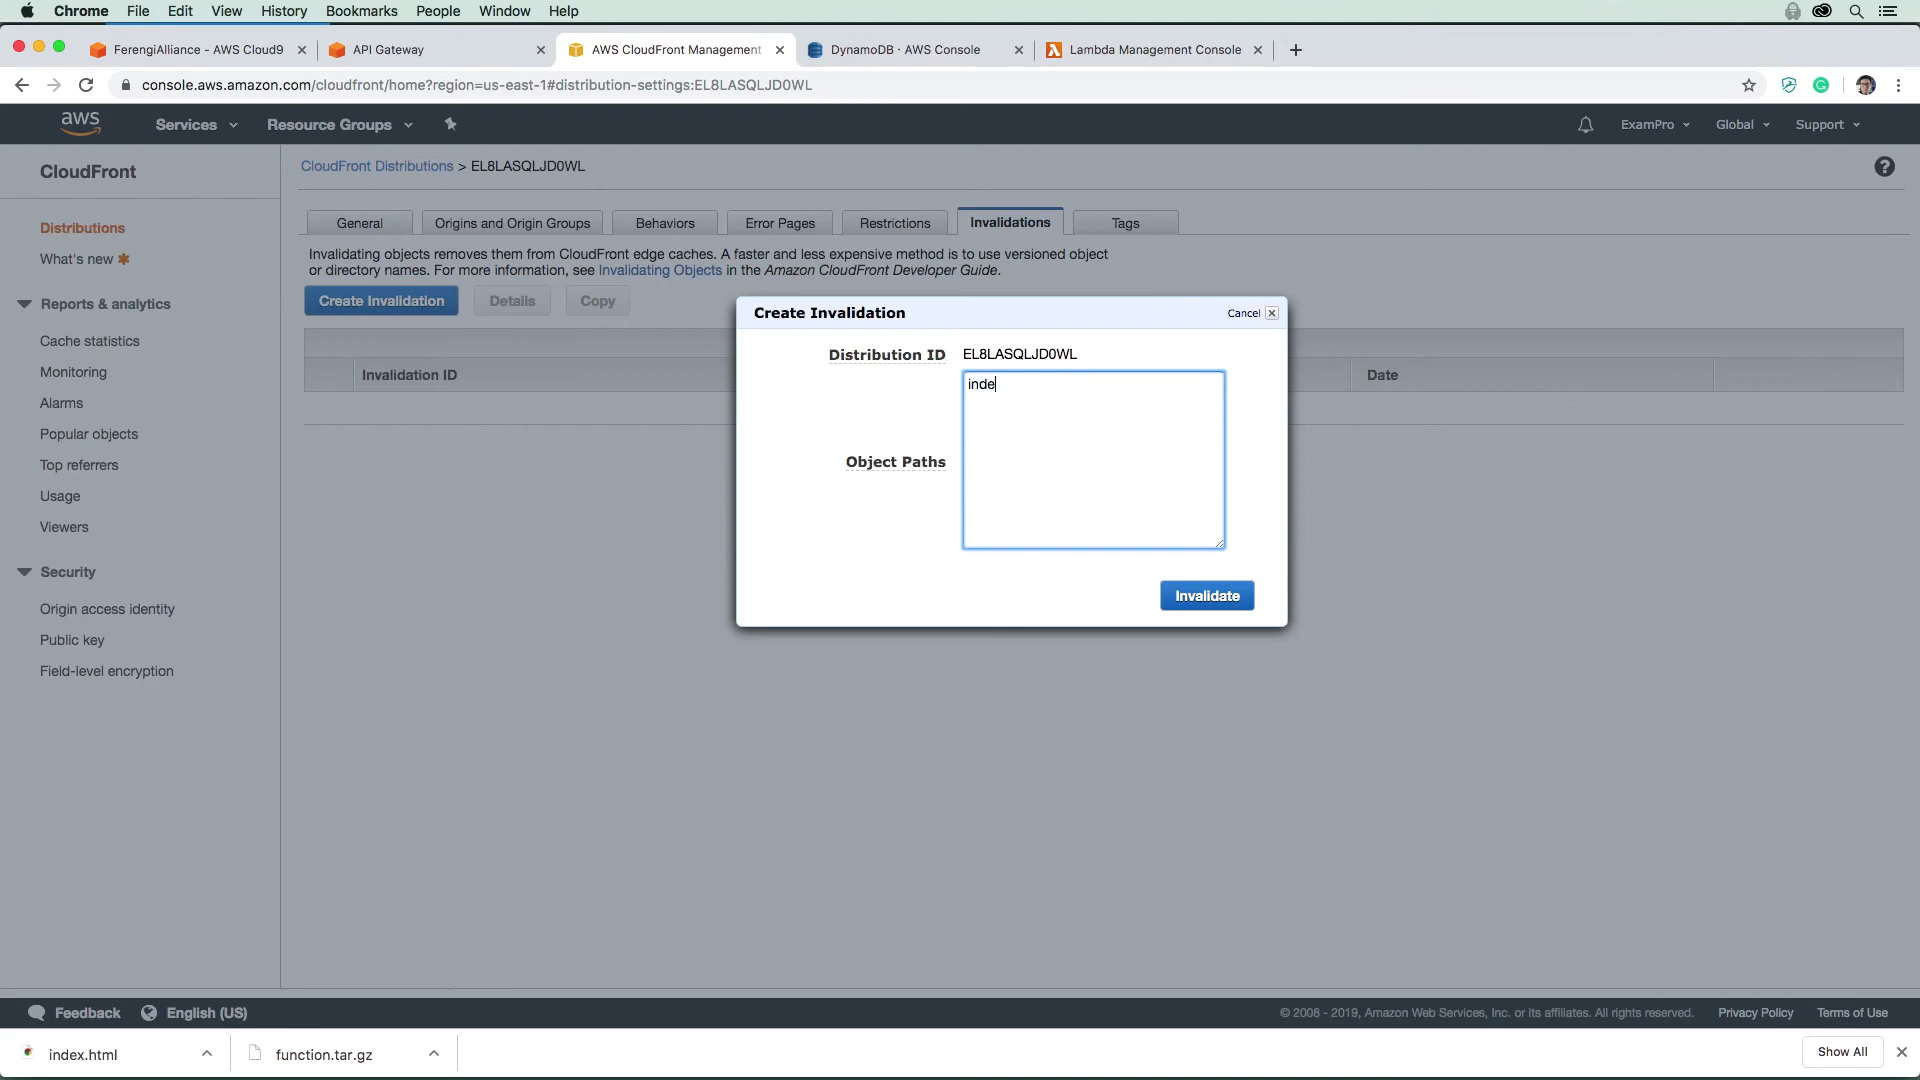 Chrome File Edit View History Bookmarks People Window Help
FerengiAlliance - AWS Cloud9
API Gateway
AWS CloudFront Management
DynamoDB · AWS Console
Lambda Management Console
console.aws.amazon.com/cloudfront/home?region=us-east-1#distribution-settings:EL8LASQLJD0WL
aws Services Resource Groups ExamPro Global Support
CloudFront
Distributions
What's new
Reports & analytics
Cache statistics
Monitoring
Alarms
Popular objects
Top referrers
Usage
Viewers
Security
Origin access identity
Public key
Field-level encryption
CloudFront Distributions > EL8LASQLJD0WL
General Origins and Origin Groups Behaviors Error Pages Restrictions Invalidations Tags
Invalidating objects removes them from CloudFront edge caches. A faster and less expensive method is to use versioned object
or directory names. For more information, see Invalidating Objects in the Amazon CloudFront Developer Guide.
Create Invalidation Details Copy
Invalidation ID Date
Create Invalidation Cancel
Distribution ID EL8LASQLJD0WL
Object Paths inde
Invalidate
Feedback English (US) © 2008 - 2019, Amazon Web Services, Inc. or its affiliates. All rights reserved. Privacy Policy Terms of Use
index.html function.tar.gz Show All